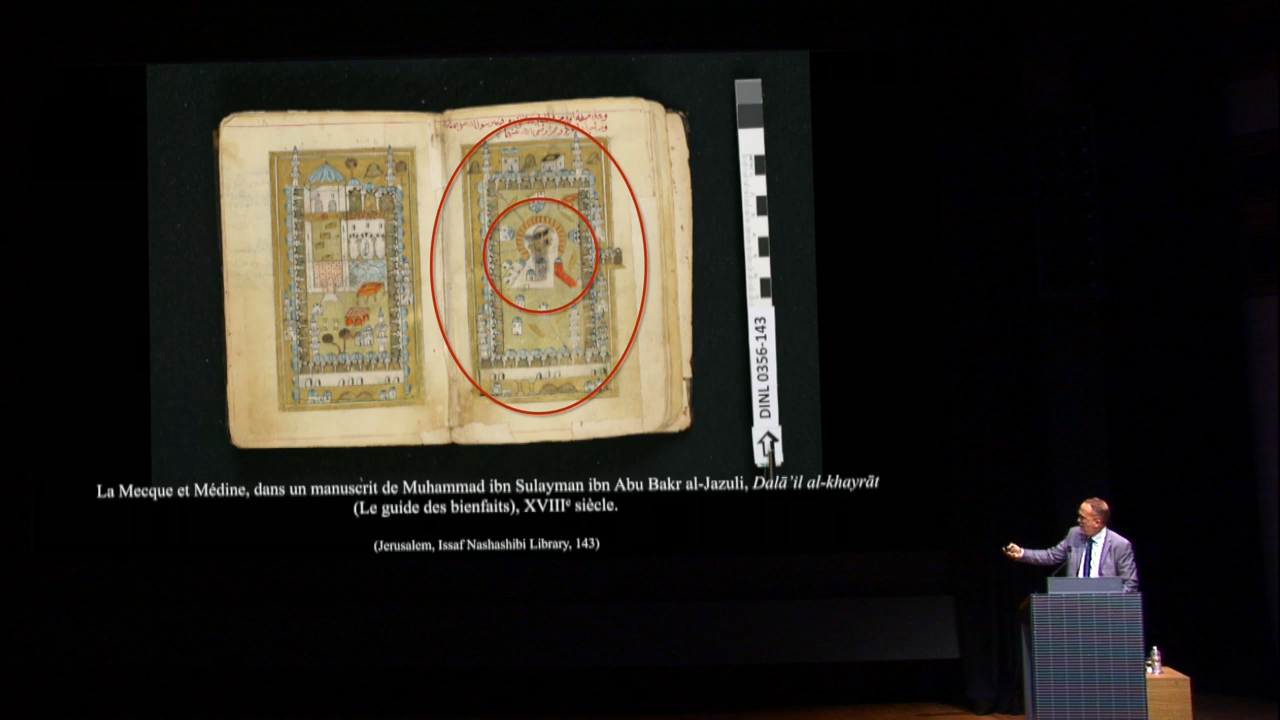 DINL 0356-143
La Mecque et Médine, dans un manuscrit de Muhammad ibn Sulayman ibn Abu Bakr al-Jazuli, Dalā’il al-khayrāt
(Le guide des bienfaits), XVIIIᵉ siècle.
(Jerusalem, Issaf Nashashibi Library, 143)